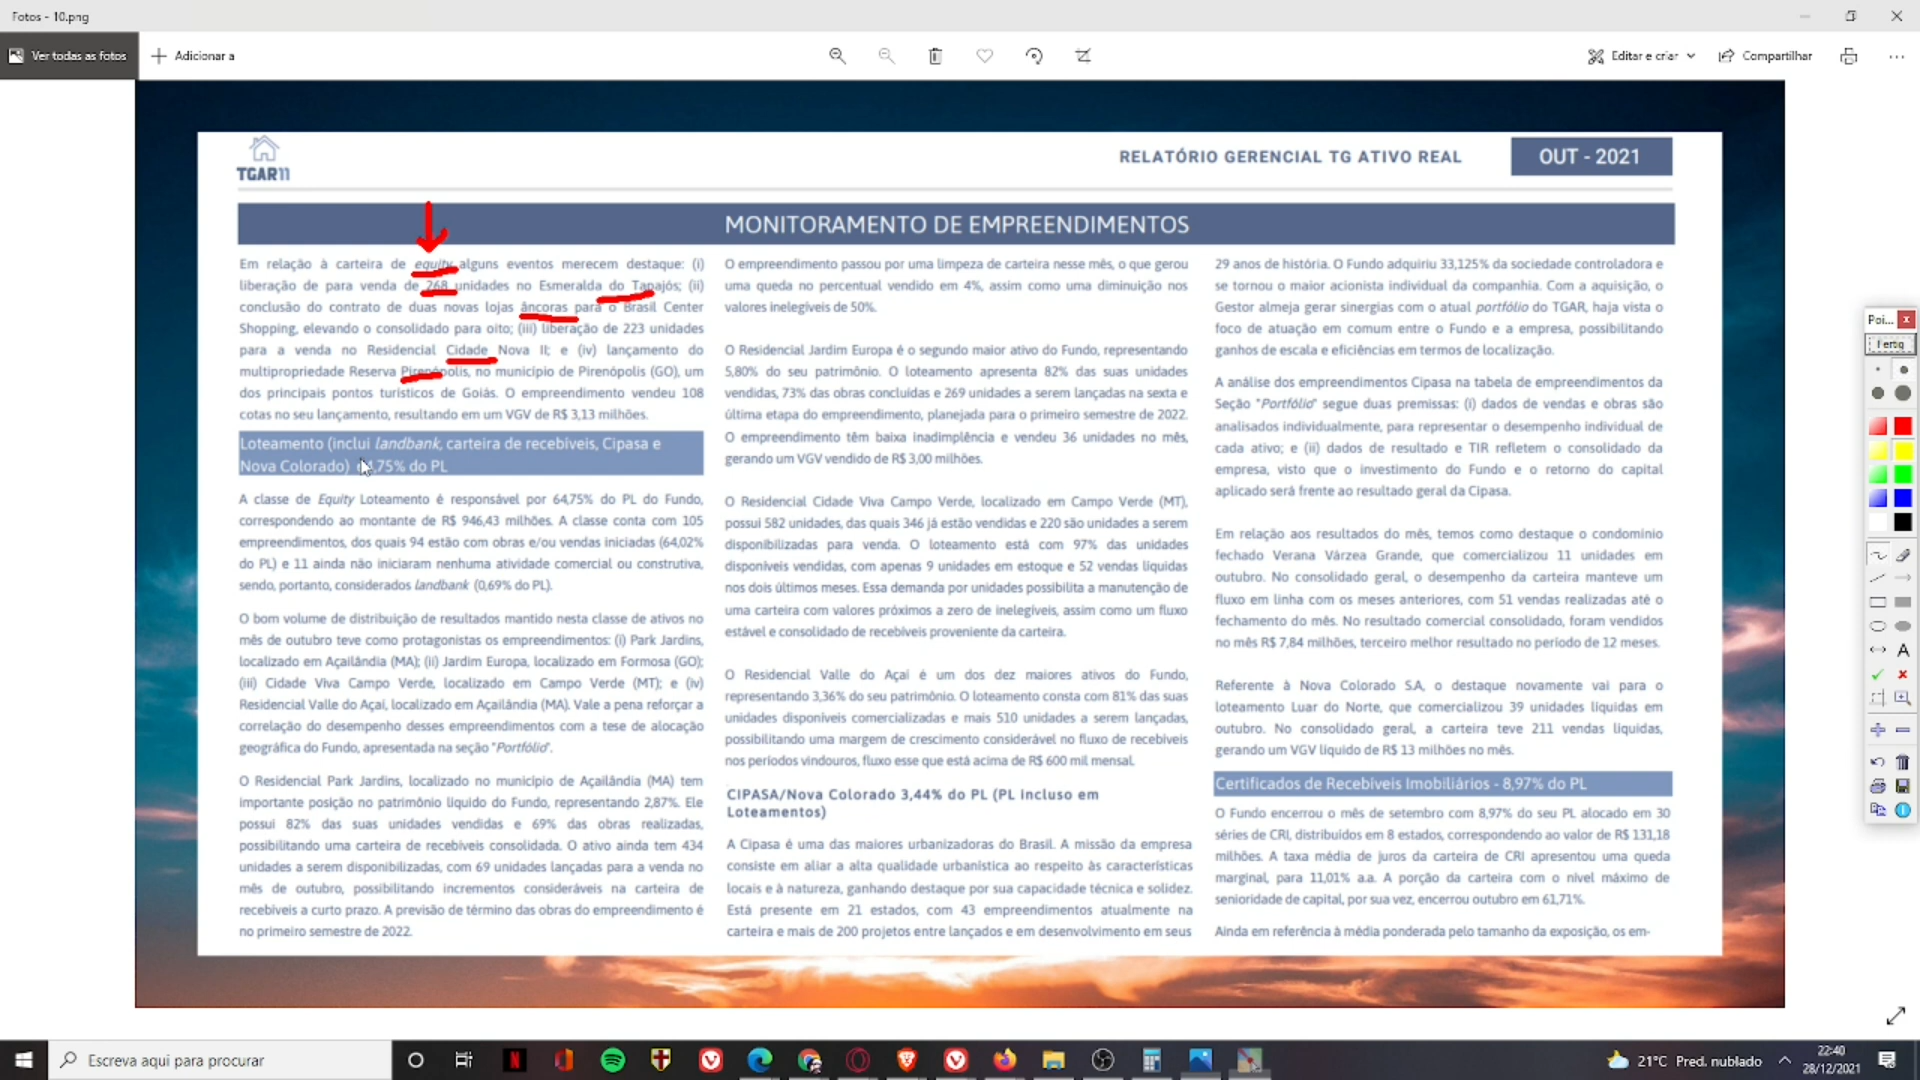 Fotos - 10.png
Ver todas as fotos
Adicionar a
Editar e criar
Compartilhar
TGAR11
RELATÓRIO GERENCIAL TG ATIVO REAL
OUT - 2021
MONITORAMENTO DE EMPREENDIMENTOS
Em relação à carteira de equity alguns eventos merecem destaque: (i)
liberação de para venda de 268 unidades no Esmeralda do Tapajós; (ii)
conclusão do contrato de duas novas lojas âncoras para o Brasil Center
Shopping, elevando o consolidado para oito; (iii) liberação de 223 unidades
para a venda no Residencial Cidade Nova II; e (iv) lançamento do
multipropriedade Reserva Pirenópolis, no município de Pirenópolis (GO), um
dos principais pontos turísticos de Goiás. O empreendimento vendeu 108
cotas no seu lançamento, resultando em um VGV de R$ 3,13 milhões.
Loteamento (inclui landbank, carteira de recebíveis, Cipasa e
Nova Colorado) ,75% do PL
A classe de Equity Loteamento é responsável por 64,75% do PL do Fundo,
correspondendo ao montante de R$ 946,43 milhões. A classe conta com 105
empreendimentos, dos quais 94 estão com obras e/ou vendas iniciadas (64,02%
do PL) e 11 ainda não iniciaram nenhuma atividade comercial ou construtiva,
sendo, portanto, considerados landbank (0,69% do PL).
O bom volume de distribuição de resultados mantido nesta classe de ativos no
mês de outubro teve como protagonistas os empreendimentos: (i) Park Jardins,
localizado em Açailândia (MA); (ii) Jardim Europa, localizado em Formosa (GO);
(iii) Cidade Viva Campo Verde, localizado em Campo Verde (MT); e (iv)
Residencial Valle do Açaí, localizado em Açailândia (MA). Vale a pena reforçar a
correlação do desempenho desses empreendimentos com a tese de alocação
geográfica do Fundo, apresentada na seção "Portfólio".
O Residencial Park Jardins, localizado no município de Açailândia (MA) tem
importante posição no patrimônio líquido do Fundo, representando 2,87%. Ele
possui 82% das suas unidades vendidas e 69% das obras realizadas,
possibilitando uma carteira de recebíveis consolidada. O ativo ainda tem 434
unidades a serem disponibilizadas, com 69 unidades lançadas para a venda no
mês de outubro, possibilitando incrementos consideráveis na carteira de
recebíveis a curto prazo. A previsão de término das obras do empreendimento é
no primeiro semestre de 2022.
O empreendimento passou por uma limpeza de carteira nesse mês, o que gerou
uma queda no percentual vendido em 4%, assim como uma diminuição nos
valores inelegíveis de 50%.
O Residencial Jardim Europa é o segundo maior ativo do Fundo, representando
5,80% do seu patrimônio. O loteamento apresenta 82% das suas unidades
vendidas, 73% das obras concluídas e 269 unidades a serem lançadas na sexta e
última etapa do empreendimento, planejada para o primeiro semestre de 2022.
O empreendimento têm baixa inadimplência e vendeu 36 unidades no mês,
gerando um VGV vendido de R$ 3,00 milhões.
O Residencial Cidade Viva Campo Verde, localizado em Campo Verde (MT),
possui 582 unidades, das quais 346 já estão vendidas e 220 são unidades a serem
disponibilizadas para venda. O loteamento está com 97% das unidades
disponíveis vendidas, com apenas 9 unidades em estoque e 52 vendas líquidas
nos dois últimos meses. Essa demanda por unidades possibilita a manutenção de
uma carteira com valores próximos a zero de inelegíveis, assim como um fluxo
estável e consolidado de recebíveis proveniente da carteira.
O Residencial Valle do Açaí é um dos dez maiores ativos do Fundo,
representando 3,36% do seu patrimônio. O loteamento consta com 81% das suas
unidades disponíveis comercializadas e mais 510 unidades a serem lançadas,
possibilitando uma margem de crescimento considerável no fluxo de recebíveis
nos períodos vindouros, fluxo esse que está acima de R$ 600 mil mensal.
CIPASA/Nova Colorado 3,44% do PL (PL incluso em
Loteamentos)
A Cipasa é uma das maiores urbanizadoras do Brasil. A missão da empresa
consiste em aliar a alta qualidade urbanística ao respeito às características
locais e à natureza, ganhando destaque por sua capacidade técnica e solidez.
Está presente em 21 estados, com 43 empreendimentos atualmente na
carteira e mais de 200 projetos entre lançados e em desenvolvimento em seus
29 anos de história. O Fundo adquiriu 33,125% da sociedade controladora e
se tornou o maior acionista individual da companhia. Com a aquisição, o
Gestor almeja gerar sinergias com o atual portfólio do TGAR, haja vista o
foco de atuação em comum entre o Fundo e a empresa, possibilitando
ganhos de escala e eficiências em termos de localização.
A análise dos empreendimentos Cipasa na tabela de empreendimentos da
Seção "Portfólio" segue duas premissas: (i) dados de vendas e obras são
analisados individualmente, para representar o desempenho individual de
cada ativo; e (ii) dados de resultado e TIR refletem o consolidado da
empresa, visto que o investimento do Fundo e o retorno do capital
aplicado será frente ao resultado geral da Cipasa.
Em relação aos resultados do mês, temos como destaque o condomínio
fechado Verana Várzea Grande, que comercializou 11 unidades em
outubro. No consolidado geral, o desempenho da carteira manteve um
fluxo em linha com os meses anteriores, com 51 vendas realizadas até o
fechamento do mês. No resultado comercial consolidado, foram vendidos
no mês R$ 7,84 milhões, terceiro melhor resultado no período de 12 meses.
Referente à Nova Colorado S.A, o destaque novamente vai para o
loteamento Luar do Norte, que comercializou 39 unidades líquidas em
outubro. No consolidado geral, a carteira teve 211 vendas líquidas,
gerando um VGV líquido de R$ 13 milhões no mês.
Certificados de Recebíveis Imobiliários - 8,97% do PL
O Fundo encerrou o mês de setembro com 8,97% do seu PL alocado em 30
séries de CRI, distribuídos em 8 estados, correspondendo ao valor de R$ 131,18
milhões. A taxa média de juros da carteira de CRI apresentou uma queda
marginal, para 11,01% a.a. A porção da carteira com o nível máximo de
senioridade de capital, por sua vez, encerrou outubro em 61,71%.
Ainda em referência à média ponderada pelo tamanho da exposição, os em-
Poi...
Escreva aqui para procurar
21°C Pred. nublado
22:40
28/12/2021